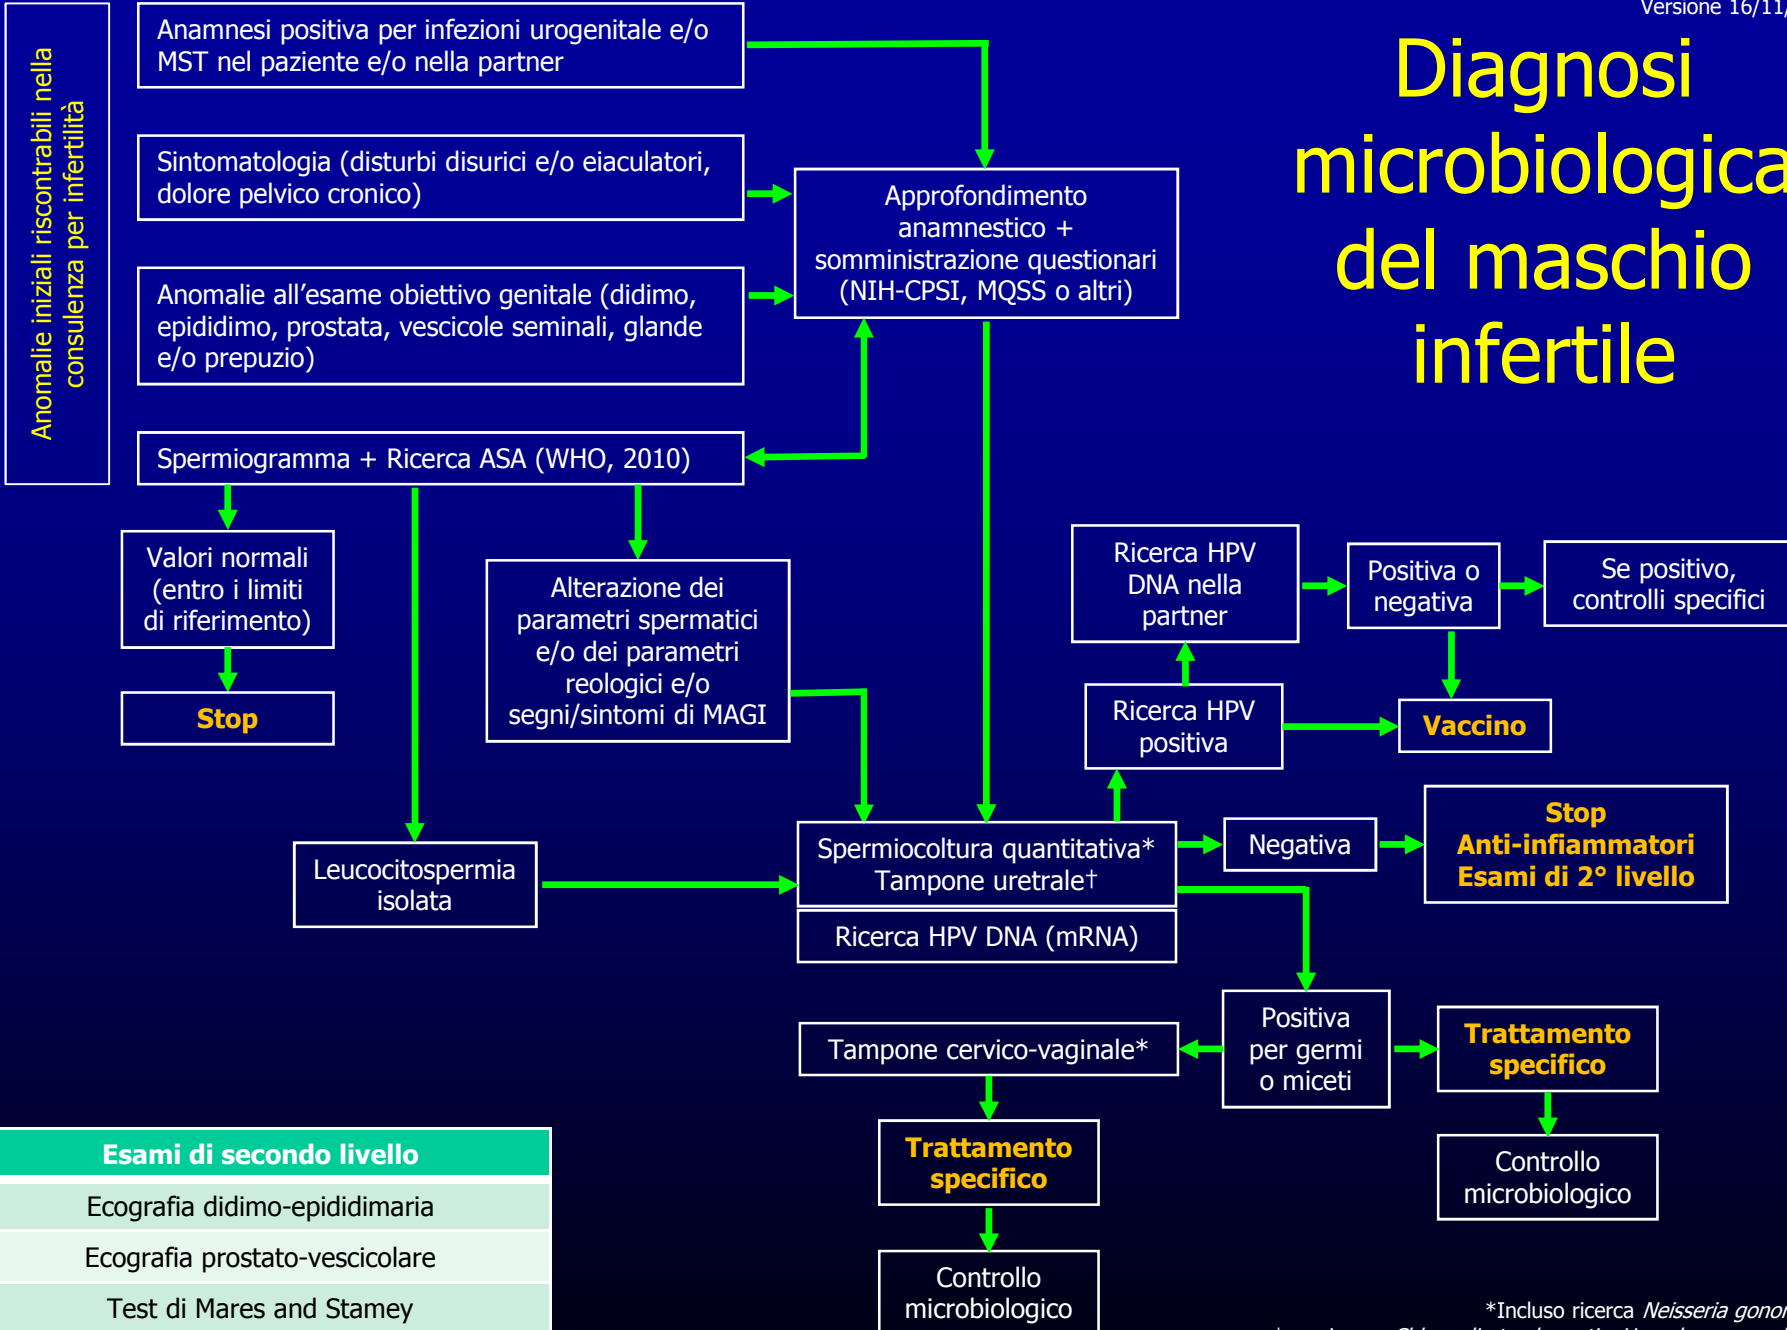 Versione 16/11/
Diagnosi
microbiologica
del maschio
infertile
Anomalie iniziali riscontrabili nella
consulenza per infertilità
Anamnesi positiva per infezioni urogenitale e/o
MST nel paziente e/o nella partner
Sintomatologia (disturbi disurici e/o eiaculatori,
dolore pelvico cronico)
Anomalie all'esame obiettivo genitale (didimo,
epididimo, prostata, vescicole seminali, glande
e/o prepuzio)
Spermiogramma + Ricerca ASA (WHO, 2010)
Approfondimento
anamnestico +
somministrazione questionari
(NIH-CPSI, MQSS o altri)
Valori normali
(entro i limiti
di riferimento)
Stop
Alterazione dei
parametri spermatici
e/o dei parametri
reologici e/o
segni/sintomi di MAGI
Leucocitospermia
isolata
Ricerca HPV
DNA nella
partner
Positiva o
negativa
Se positivo,
controlli specifici
Ricerca HPV
positiva
Vaccino
Spermiocoltura quantitativa*
Tampone uretrale†
Ricerca HPV DNA (mRNA)
Negativa
Stop
Anti-infiammatori
Esami di 2° livello
Positiva
per germi
o miceti
Tampone cervico-vaginale*
Trattamento
specifico
Controllo
microbiologico
Trattamento
specifico
Controllo
microbiologico
Esami di secondo livello
Ecografia didimo-epididimaria
Ecografia prostato-vescicolare
Test di Mares and Stamey
*Incluso ricerca Neisseria gonor